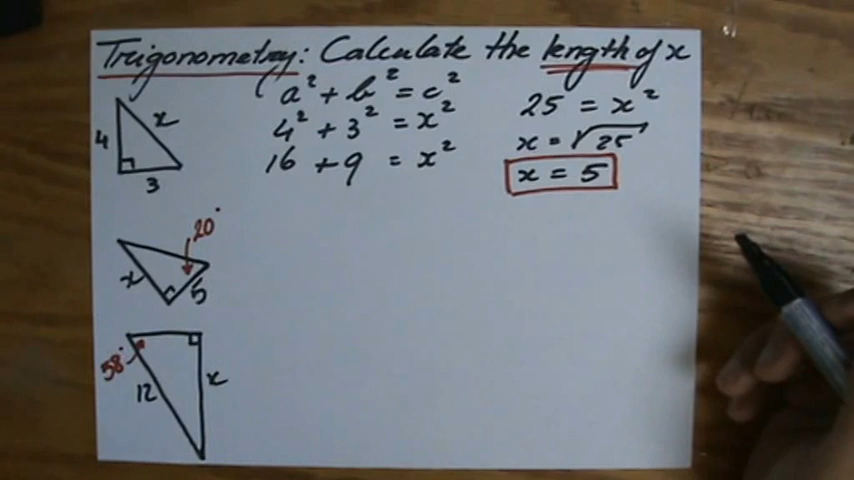 Trigonometry: Calculate the length of x
a² + b² = c²
4² + 3² = x²
16 + 9 = x²
25 = x²
x = √25
x = 5
4
x
3
20°
x
5
58°
12
x